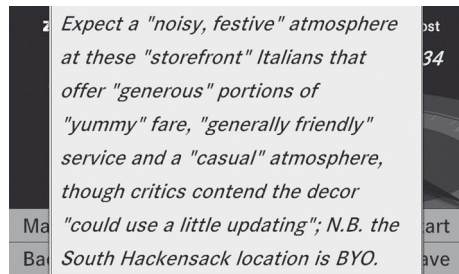 Expect a "noisy, festive" atmosphere
at these "storefront" Italians that
offer "generous" portions of
"yummy" fare, "generally friendly"
service and a "casual" atmosphere,
though critics contend the decor
"could use a little updating"; N.B. the
South Hackensack location is BYO.